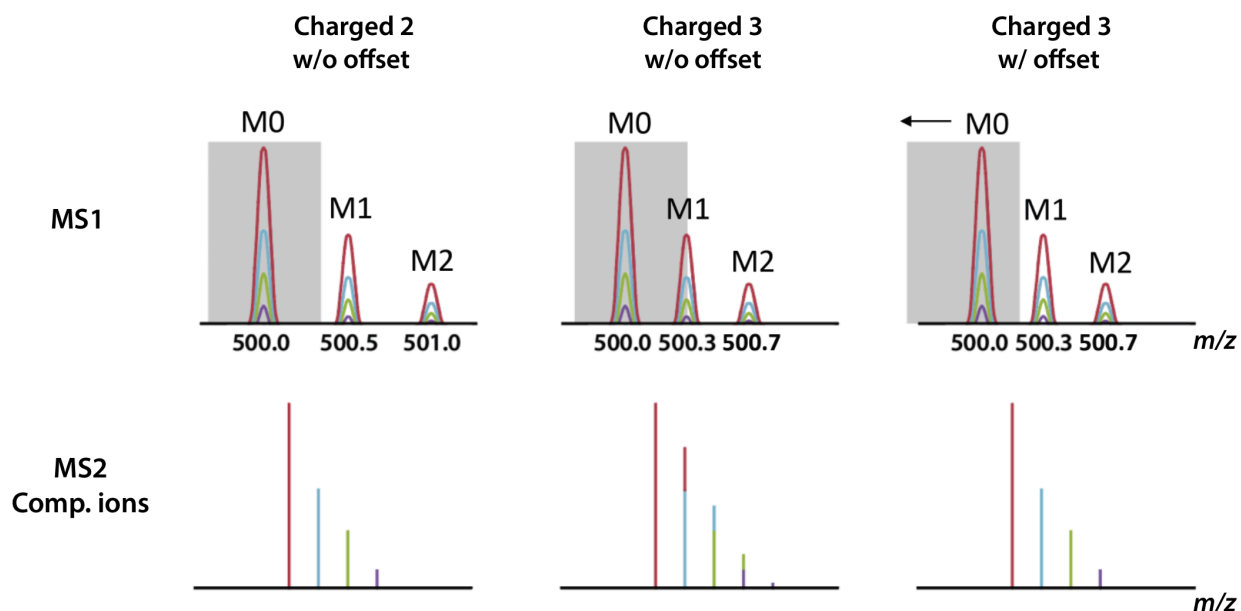 Charged 2
w/o offset
Charged 3
w/o offset
Charged 3
w/ offset
MS1
M0
M1
M2
500.0 500.5 501.0
M0
M1
M2
500.0 500.3 500.7
M0
M1
M2
500.0 500.3 500.7
m/z
MS2
Comp. ions
m/z